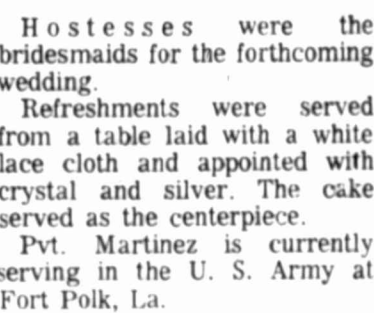 Hostesses were the
bridesmaids for the forthcoming
wedding.
Refreshments were served
from a table laid with a white
lace cloth and appointed with
crystal and silver. The cake
served as the centerpiece.
Pvt. Martinez is currently
serving in the U. S. Army at
Fort Polk, La.